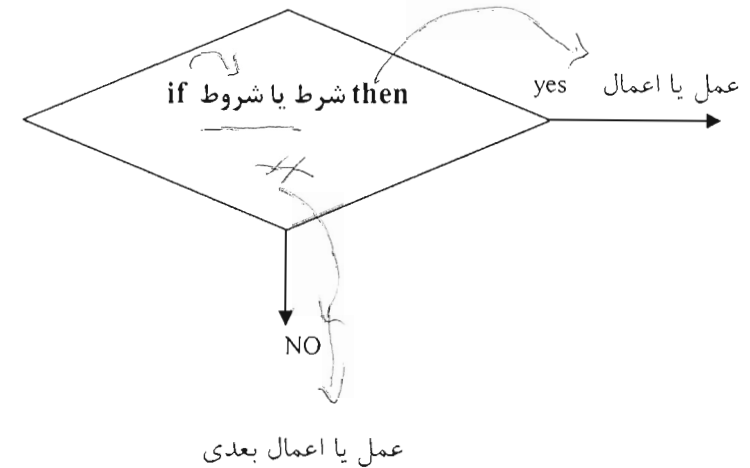 if شرط یا شروط then
yes عمل یا اعمال
NO
عمل یا اعمال بعدی